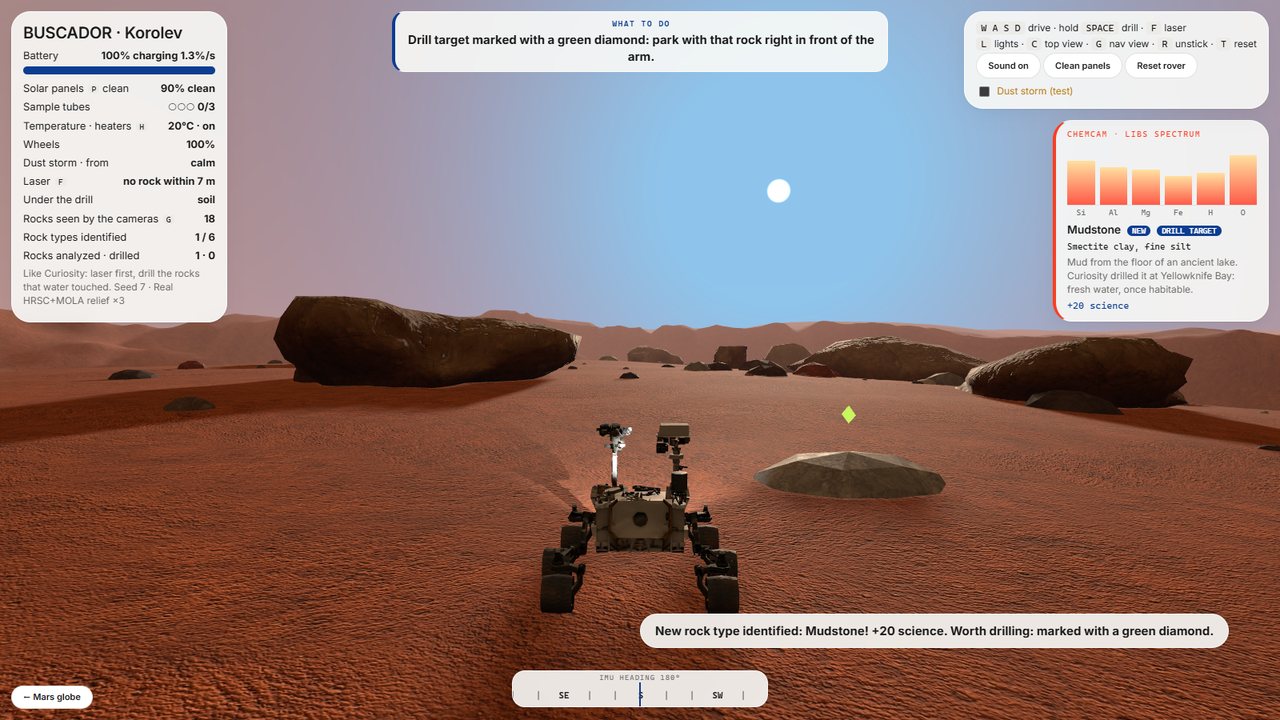 BUSCADOR · Korolev
Battery 100% charging 1.3%/s
Solar panels P clean 90% clean
Sample tubes ○○○ 0/3
Temperature · heaters H 20°C · on
Wheels 100%
Dust storm · from calm
Laser F no rock within 7 m
Under the drill soil
Rocks seen by the cameras G 18
Rock types identified 1 / 6
Rocks analyzed · drilled 1 · 0
Like Curiosity: laser first, drill the rocks
that water touched. Seed 7 · Real
HRSC+MOLA relief ×3
WHAT TO DO
Drill target marked with a green diamond: park with that rock right in front of the
arm.
W A S D drive · hold SPACE drill · F laser
L lights · C top view · G nav view · R unstick · T reset
Sound on Clean panels Reset rover
Dust storm (test)
CHEMCAM · LIBS SPECTRUM
Si Al Mg Fe H O
Mudstone NEW DRILL TARGET
Smectite clay, fine silt
Mud from the floor of an ancient lake.
Curiosity drilled it at Yellowknife Bay:
fresh water, once habitable.
+20 science
New rock type identified: Mudstone! +20 science. Worth drilling: marked with a green diamond.
IMU HEADING 180°
SE S SW
← Mars globe